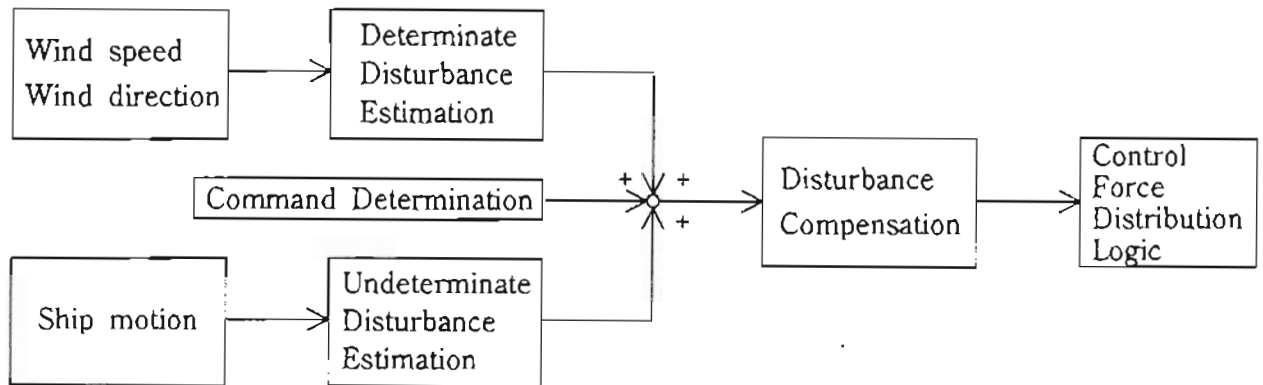 Wind speed
Wind direction
Determinate
Disturbance
Estimation
Command Determination
+
+
+
Disturbance
Compensation
Control
Force
Distribution
Logic
Ship motion
Undeterminate
Disturbance
Estimation